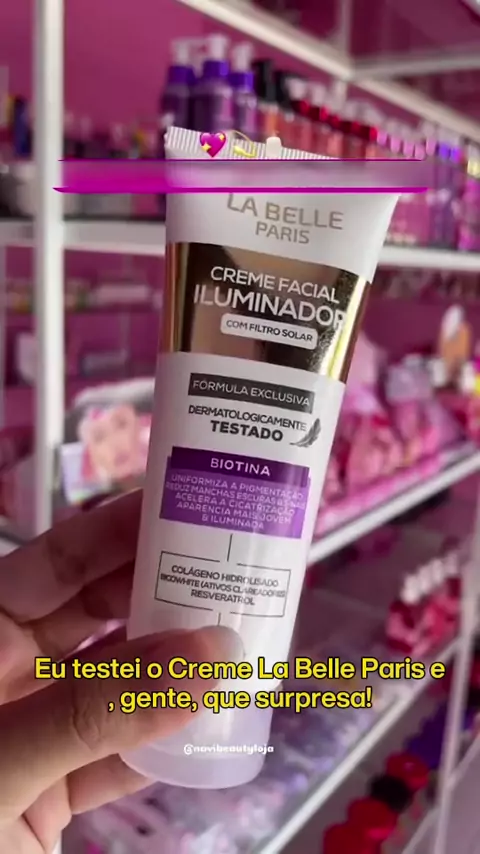 LA BELLE
PARIS
CREME FACIAL
ILUMINADOR
COM FILTRO SOLAR
FÓRMULA EXCLUSIVA
DERMATOLOGICAMENTE
TESTADO
BIOTINA
UNIFORMIZA A PIGMENTAÇÃO
REDUZ MANCHAS ESCURAS
ACELERA A CICATRIZAÇÃO
APARÊNCIA MAIS JOVEM
& ILUMINADA
COLÁGENO HIDROLISADO
(ATIVOS CLAREADORES)
RESVERATROL
Eu testei o Creme La Belle Paris e
, gente, que surpresa!
@navibeautyloja